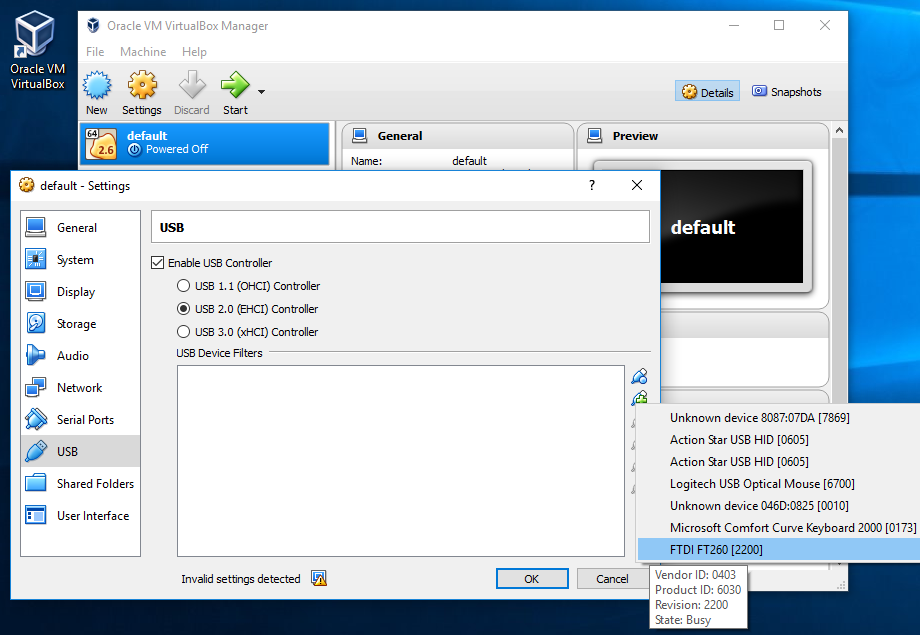 Oracle VM
VirtualBox
Oracle VM VirtualBox Manager
File Machine Help
New Settings Discard Start
Details Snapshots
64
2.6
default
Powered Off
General
Name: default
Preview
default
default - Settings
?
General
System
Display
Storage
Audio
Network
Serial Ports
USB
Shared Folders
User Interface
USB
Enable USB Controller
USB 1.1 (OHCI) Controller
USB 2.0 (EHCI) Controller
USB 3.0 (xHCI) Controller
USB Device Filters
Unknown device 8087:07DA [7869]
Action Star USB HID [0605]
Action Star USB HID [0605]
Logitech USB Optical Mouse [6700]
Unknown device 046D:0825 [0010]
Microsoft Comfort Curve Keyboard 2000 [0173]
FTDI FT260 [2200]
Vendor ID: 0403
Product ID: 6030
Revision: 2200
State: Busy
Invalid settings detected
OK
Cancel